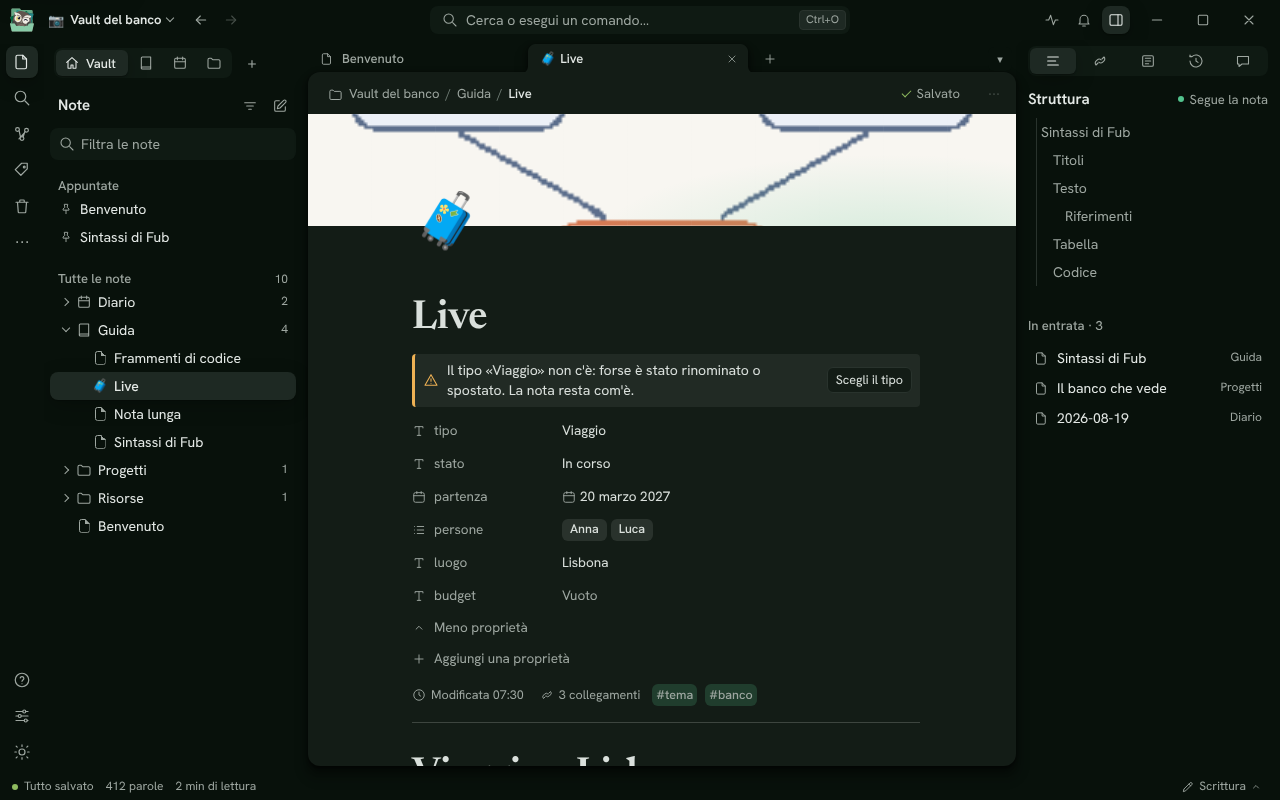 Vault del banco
Cerca o esegui un comando...
Ctrl+O
Vault
Benvenuto
Live
Note
Filtra le note
Appuntate
Benvenuto
Sintassi di Fub
Tutte le note 10
Diario 2
Guida 4
Frammenti di codice
Live
Nota lunga
Sintassi di Fub
Progetti 1
Risorse 1
Benvenuto
Vault del banco / Guida / Live
Salvato
Live
Il tipo «Viaggio» non c'è: forse è stato rinominato o
spostato. La nota resta com'è.
Scegli il tipo
tipo Viaggio
stato In corso
partenza 20 marzo 2027
persone Anna Luca
luogo Lisbona
budget Vuoto
Meno proprietà
Aggiungi una proprietà
Modificata 07:30 3 collegamenti #tema #banco
Struttura
Segue la nota
Sintassi di Fub
Titoli
Testo
Riferimenti
Tabella
Codice
In entrata · 3
Sintassi di Fub Guida
Il banco che vede Progetti
2026-08-19 Diario
Tutto salvato 412 parole 2 min di lettura
Scrittura